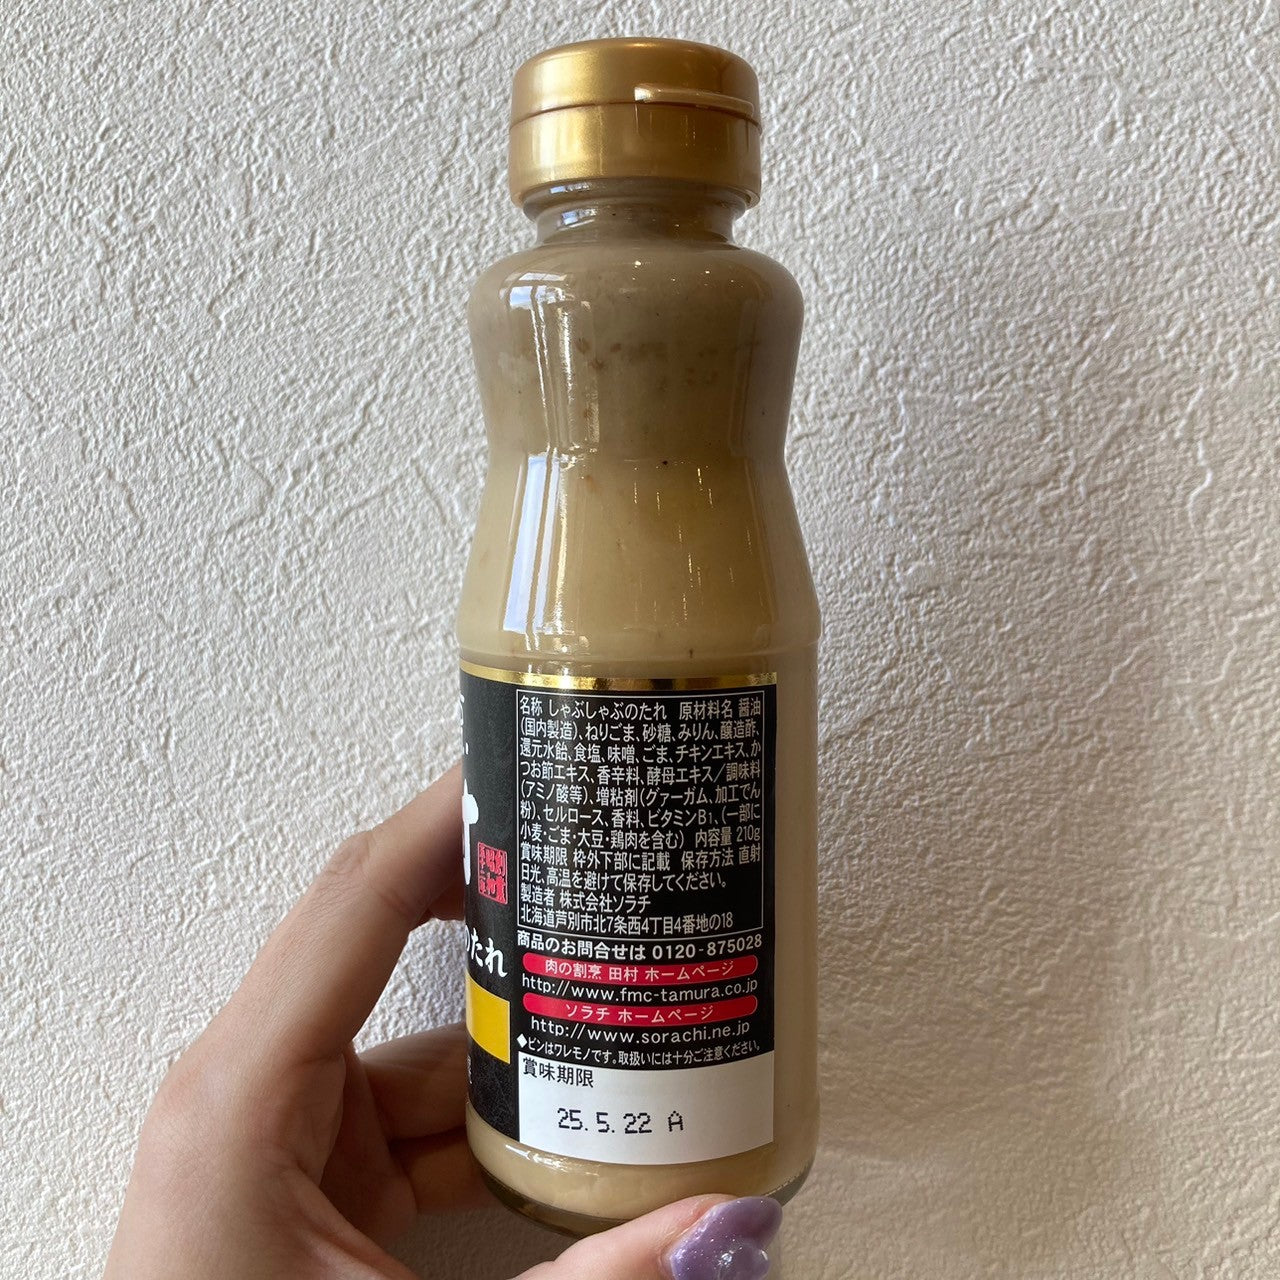 名称 しゃぶしゃぶのたれ 原材料名 醤油
(国内製造)、ねりごま、砂糖、みりん、醸造酢、
還元水飴、食塩、味噌、ごま、チキンエキス、か
つお節エキス、香辛料、酵母エキス／調味料
(アミノ酸等)、増粘剤(グァーガム、加工でん
粉)、セルロース、香料、ビタミンB₁、(一部に
小麦・ごま・大豆・鶏肉を含む) 内容量 210g
賞味期限 枠外下部に記載 保存方法 直射
日光、高温を避けて保存してください。
製造者 株式会社ソラチ
北海道芦別市北7条西4丁目4番地の18
商品のお問合せは 0120-875028
肉の割烹 田村 ホームページ
http://www.fmc-tamura.co.jp
ソラチ ホームページ
http://www.sorachi.ne.jp
◆ビンはワレモノです。取扱いには十分ご注意ください。
賞味期限
25.5.22 A
のたれ